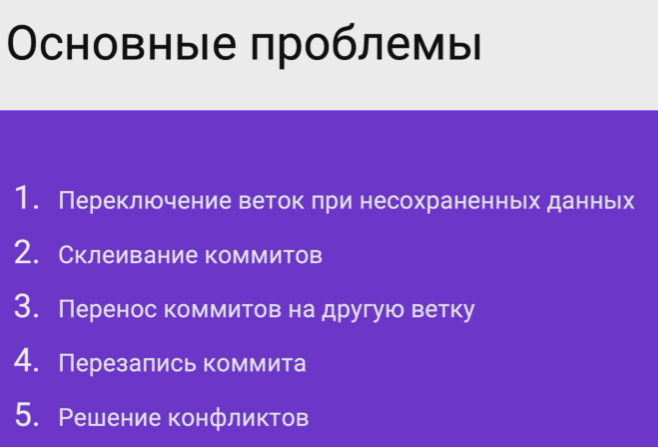 Основные проблемы
1. Переключение веток при несохраненных данных
2. Склеивание коммитов
3. Перенос коммитов на другую ветку
4. Перезапись коммита
5. Решение конфликтов